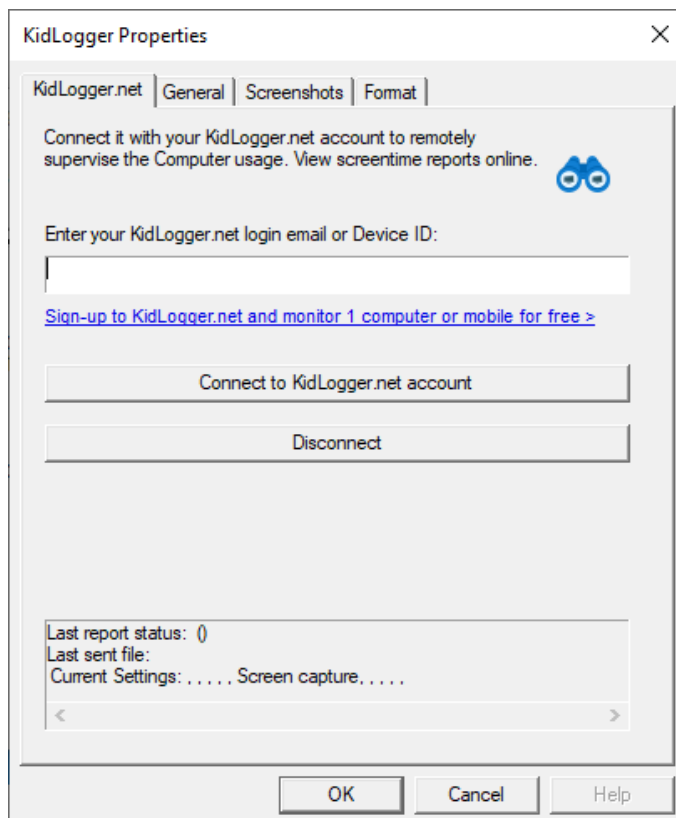 KidLogger Properties
KidLogger.net General Screenshots Format
Connect it with your KidLogger.net account to remotely
supervise the Computer usage. View screentime reports online.
Enter your KidLogger.net login email or Device ID:
Sign-up to KidLogger.net and monitor 1 computer or mobile for free >
Connect to KidLogger.net account
Disconnect
Last report status: ()
Last sent file:
Current Settings: , , , , , Screen capture, , , , ,
OK Cancel Help